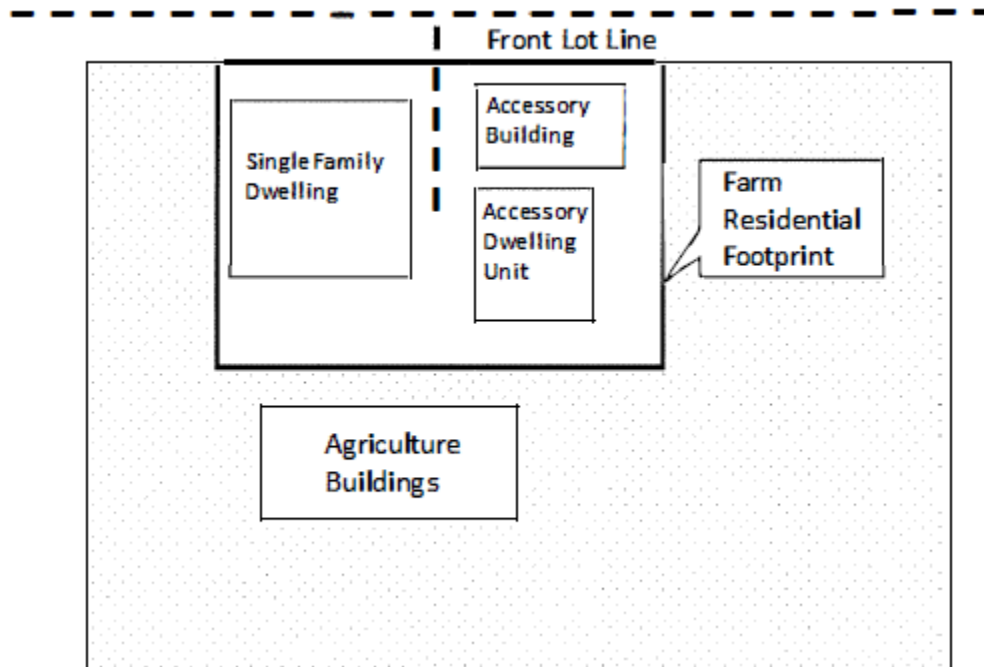 Front Lot Line
Accessory
Building
Single Family
Dwelling
Accessory
Dwelling
Unit
Farm
Residential
Footprint
Agriculture
Buildings